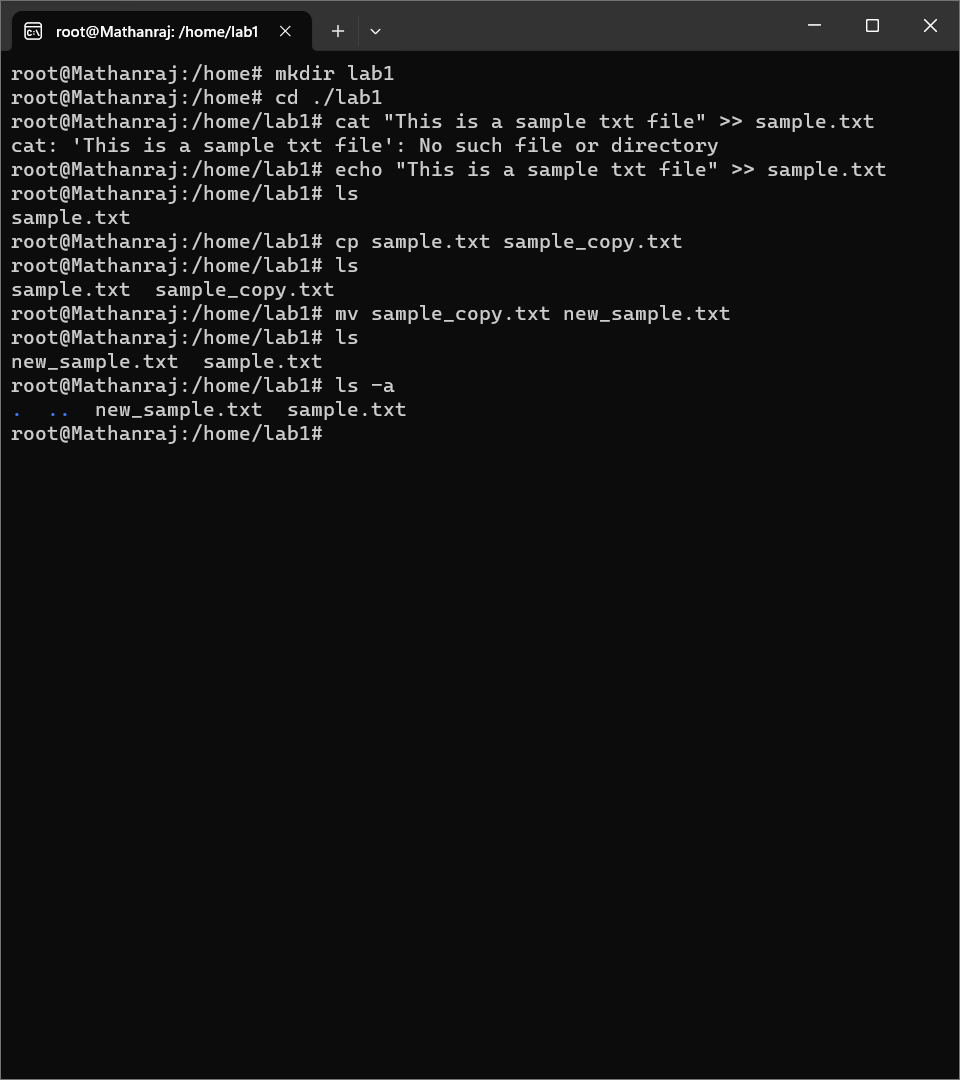 root@Mathanraj: /home/lab1
root@Mathanraj:/home# mkdir lab1
root@Mathanraj:/home# cd ./lab1
root@Mathanraj:/home/lab1# cat "This is a sample txt file" >> sample.txt
cat: 'This is a sample txt file': No such file or directory
root@Mathanraj:/home/lab1# echo "This is a sample txt file" >> sample.txt
root@Mathanraj:/home/lab1# ls
sample.txt
root@Mathanraj:/home/lab1# cp sample.txt sample_copy.txt
root@Mathanraj:/home/lab1# ls
sample.txt  sample_copy.txt
root@Mathanraj:/home/lab1# mv sample_copy.txt new_sample.txt
root@Mathanraj:/home/lab1# ls
new_sample.txt  sample.txt
root@Mathanraj:/home/lab1# ls -a
.  ..  new_sample.txt  sample.txt
root@Mathanraj:/home/lab1#